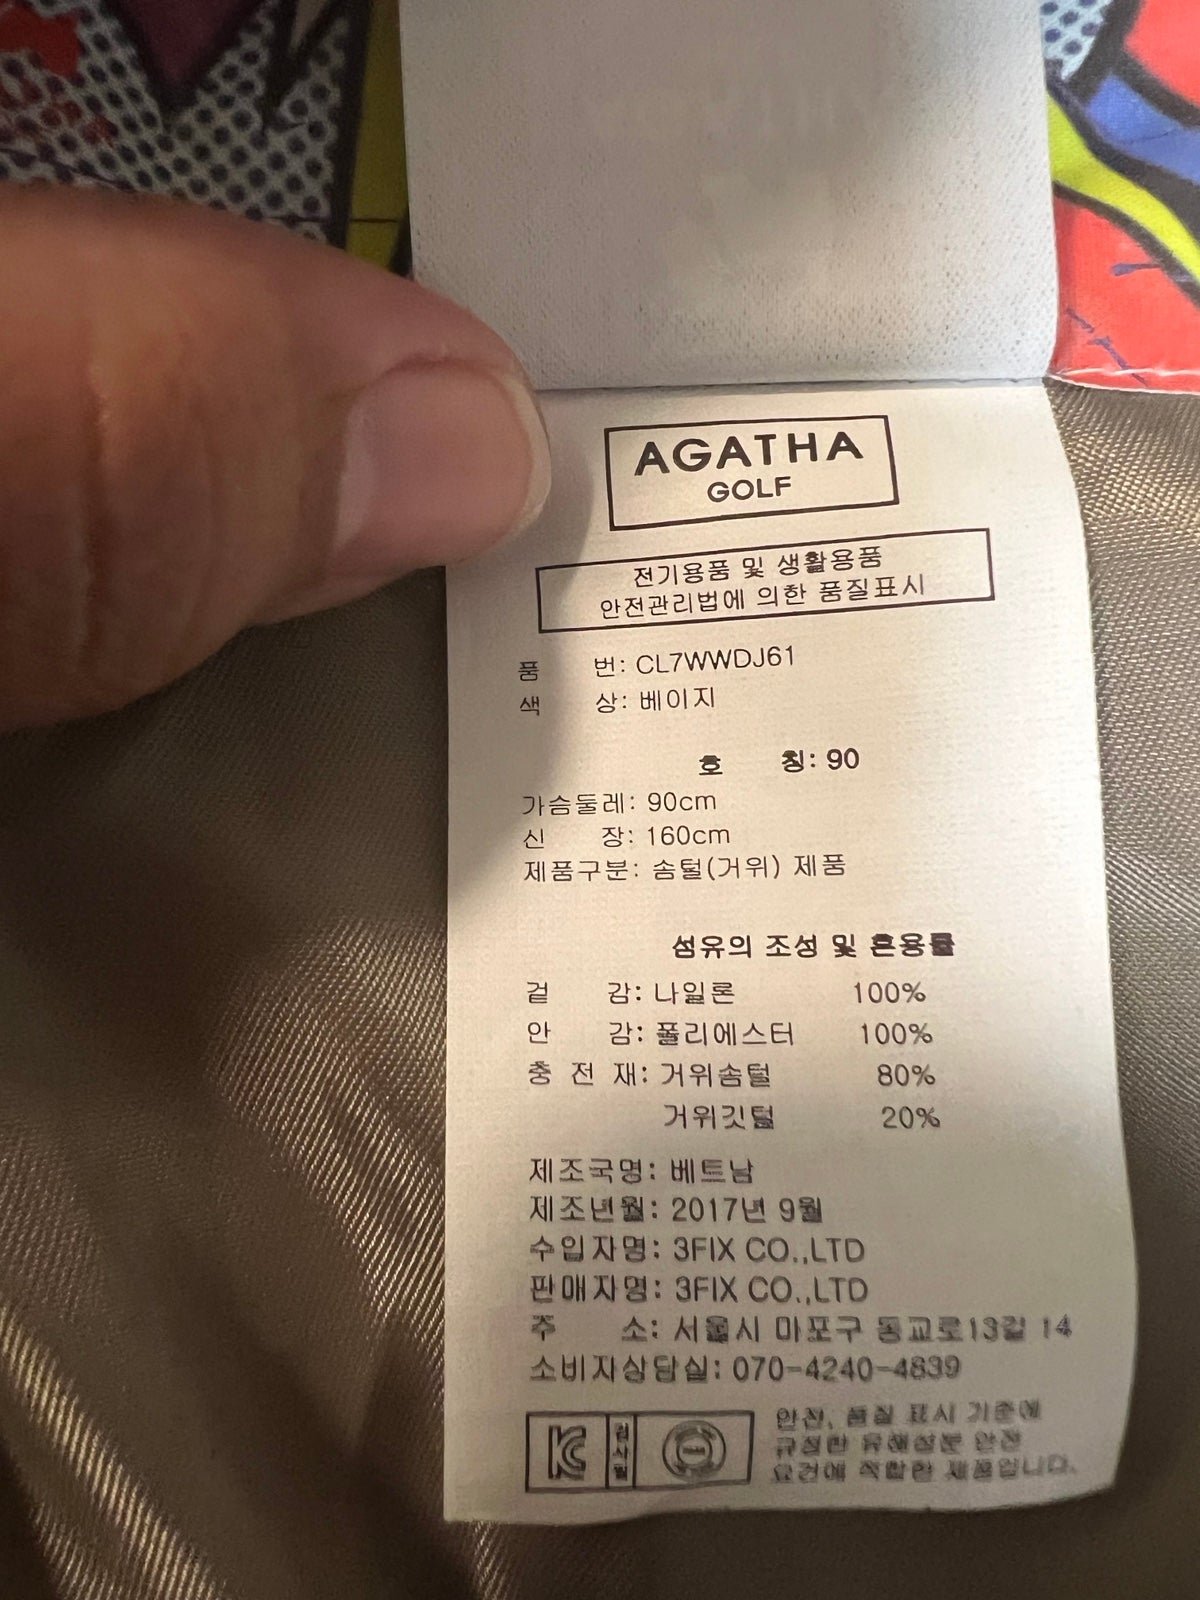 AGATHA
GOLF
전기용품 및 생활용품
안전관리법에 의한 품질표시
품 번: CL7WWDJ61
색 상: 베이지
호 칭: 90
가슴둘레: 90cm
신 장: 160cm
제품구분: 솜털(거위) 제품
섬유의 조성 및 혼용률
겉 감: 나일론 100%
안 감: 폴리에스터 100%
충 전 재: 거위솜털 80%
거위깃털 20%
제조국명: 베트남
제조년월: 2017년 9월
수입자명: 3FIX CO.,LTD
판매자명: 3FIX CO.,LTD
주 소: 서울시 마포구 동교로13길 14
소비자상담실: 070-4240-4839
KC 검사필
안전, 품질 표시 기준에
규정한 유해성분 안전
요건에 적합한 제품입니다.